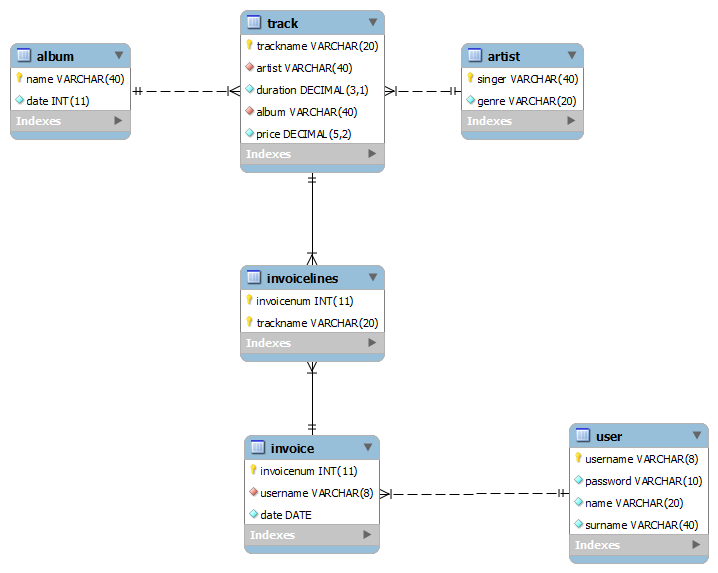 track
trackname VARCHAR(20)
artist VARCHAR(40)
duration DECIMAL(3,1)
album VARCHAR(40)
price DECIMAL(5,2)
Indexes
album
name VARCHAR(40)
date INT(11)
Indexes
artist
singer VARCHAR(40)
genre VARCHAR(20)
Indexes
invoicelines
invoicenum INT(11)
trackname VARCHAR(20)
Indexes
invoice
invoicenum INT(11)
username VARCHAR(8)
date DATE
Indexes
user
username VARCHAR(8)
password VARCHAR(10)
name VARCHAR(20)
surname VARCHAR(40)
Indexes